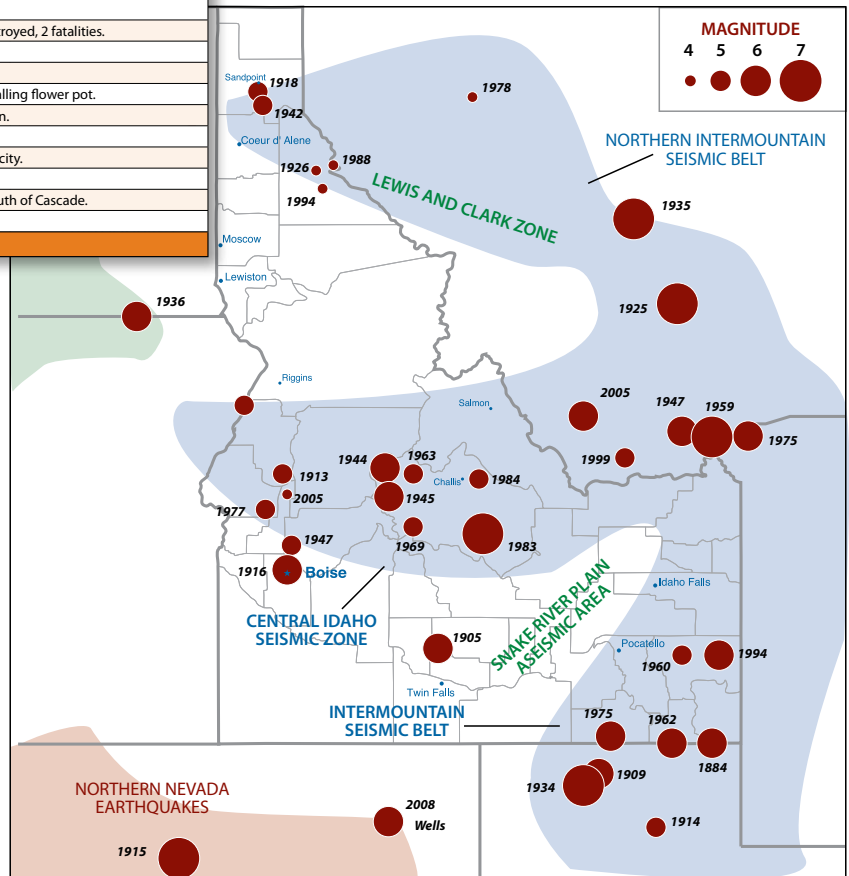 royed, 2 fatalities.
alling flower pot.
n.
city.
uth of Cascade.
MAGNITUDE
4 5 6 7
Sandpoint
1918
1942
1978
Coeur d' Alene
1926
1988
1994
LEWIS AND CLARK ZONE
NORTHERN INTERMOUNTAIN
SEISMIC BELT
1935
Moscow
Lewiston
1936
1925
Riggins
Salmon
2005
1947
1959
1975
1999
1944
1963
1913
2005
1977
Challis
1984
1945
1947
1969
1983
1916
Boise
CENTRAL IDAHO
SEISMIC ZONE
SNAKE RIVER PLAIN
ASEISMIC AREA
Idaho Falls
1905
Pocatello
1960
1994
Twin Falls
INTERMOUNTAIN
SEISMIC BELT
1975
1962
1884
1909
1934
1914
NORTHERN NEVADA
EARTHQUAKES
2008
Wells
1915